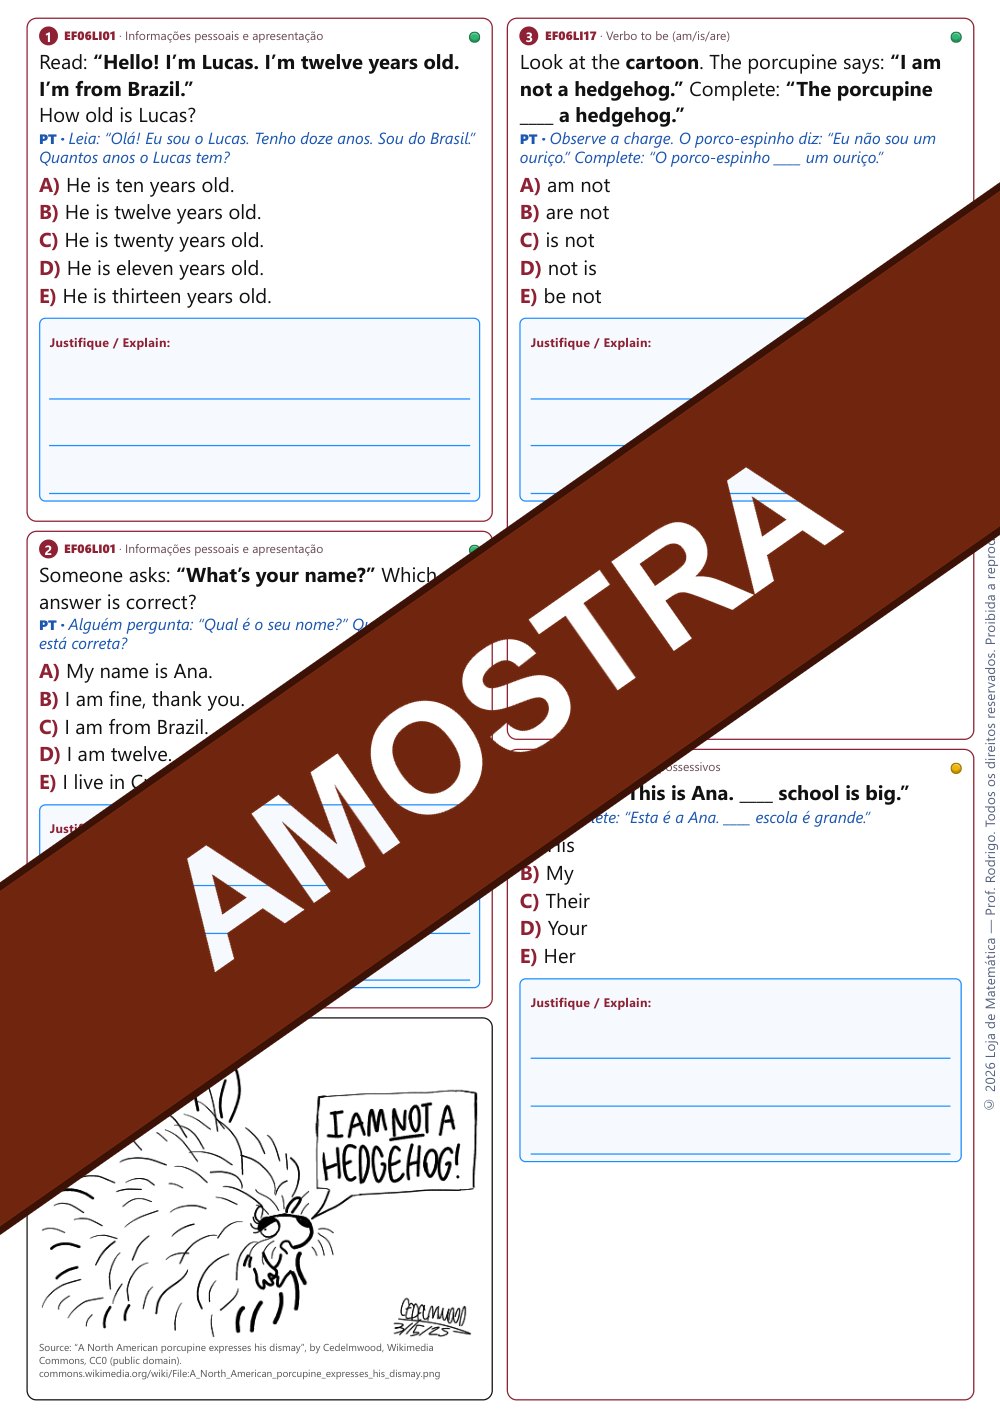 1 EF06LI01 · Informações pessoais e apresentação
Read: “Hello! I’m Lucas. I’m twelve years old.
I’m from Brazil.”
How old is Lucas?
PT · Leia: “Olá! Eu sou o Lucas. Tenho doze anos. Sou do Brasil.”
Quantos anos o Lucas tem?
A) He is ten years old.
B) He is twelve years old.
C) He is twenty years old.
D) He is eleven years old.
E) He is thirteen years old.
Justifique / Explain:
2 EF06LI01 · Informações pessoais e apresentação
Someone asks: “What’s your name?” Which
answer is correct?
PT · Alguém pergunta: “Qual é o seu nome?”
está correta?
A) My name is Ana.
B) I am fine, thank you.
C) I am from Brazil.
D) I am twelve.
E) I live in
I AM NOT A
HEDGEHOG!
CEDELMWOOD
3/15/25
Source: “A North American porcupine expresses his dismay”, by Cedelmwood, Wikimedia
Commons, CC0 (public domain).
commons.wikimedia.org/wiki/File:A_North_American_porcupine_expresses_his_dismay.png
3 EF06LI17 · Verbo to be (am/is/are)
Look at the cartoon. The porcupine says: “I am
not a hedgehog.” Complete: “The porcupine
____ a hedgehog.”
PT · Observe a charge. O porco-espinho diz: “Eu não sou um
ouriço.” Complete: “O porco-espinho ____ um ouriço.”
A) am not
B) are not
C) is not
D) not is
E) be not
Justifique / Explain:
This is Ana. ____ school is big.”
“Esta é a Ana. ____ escola é grande.”
His
B) My
C) Their
D) Your
E) Her
Justifique / Explain:
AMOSTRA
© 2026 Loja de Matemática — Prof. Rodrigo. Todos os direitos reservados. Proibida a